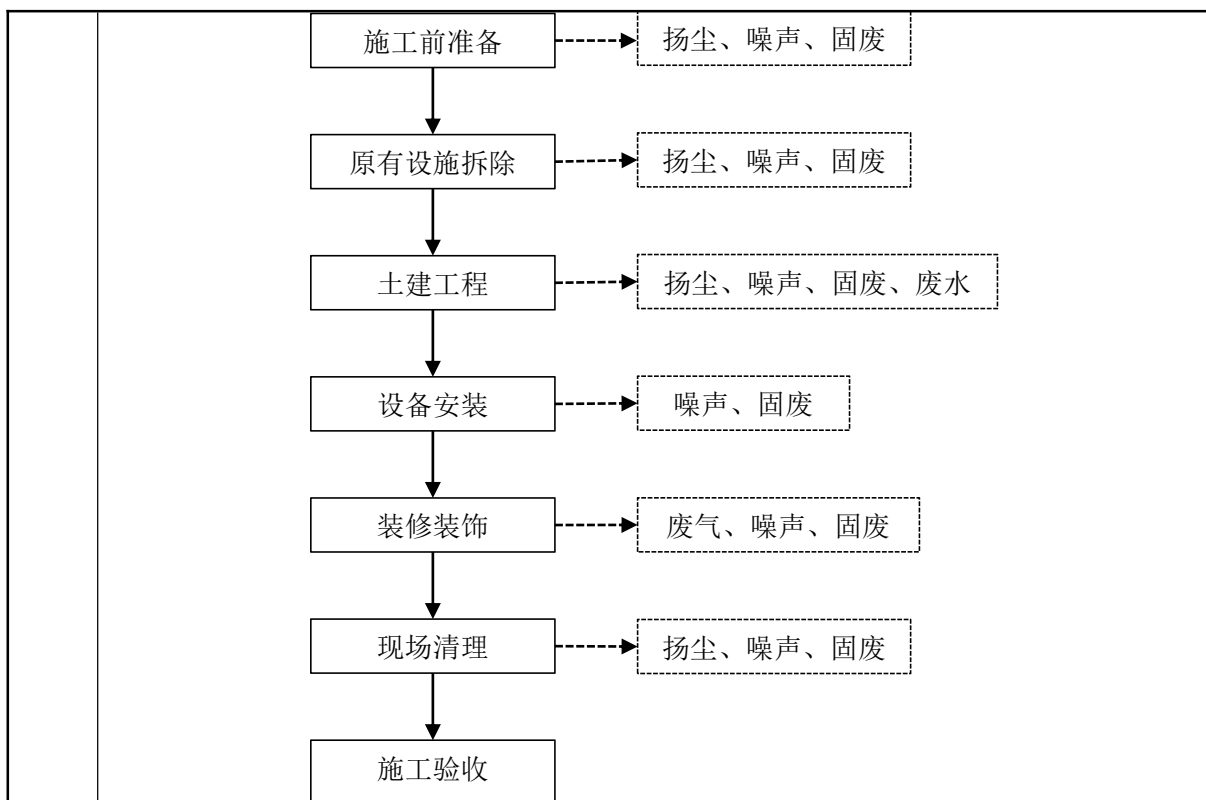 施工前准备
扬尘、噪声、固废
原有设施拆除
扬尘、噪声、固废
土建工程
扬尘、噪声、固废、废水
设备安装
噪声、固废
装修装饰
废气、噪声、固废
现场清理
扬尘、噪声、固废
施工验收